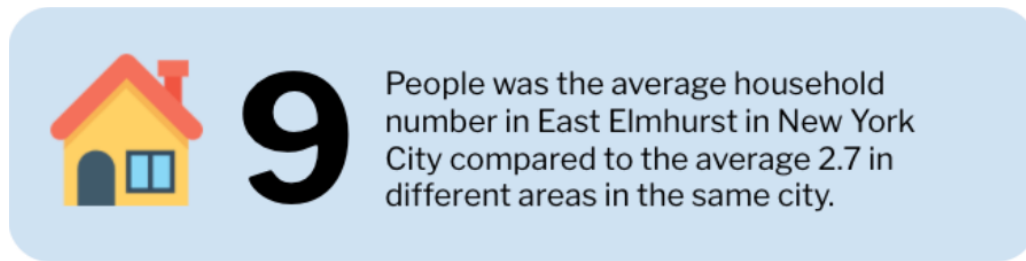 9
People was the average household
number in East Elmhurst in New York
City compared to the average 2.7 in
different areas in the same city.